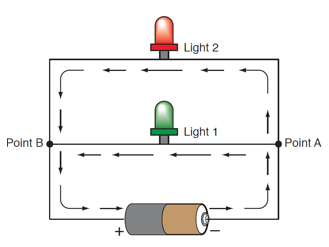 Light 2
Light 1
Point B
Point A
+
−